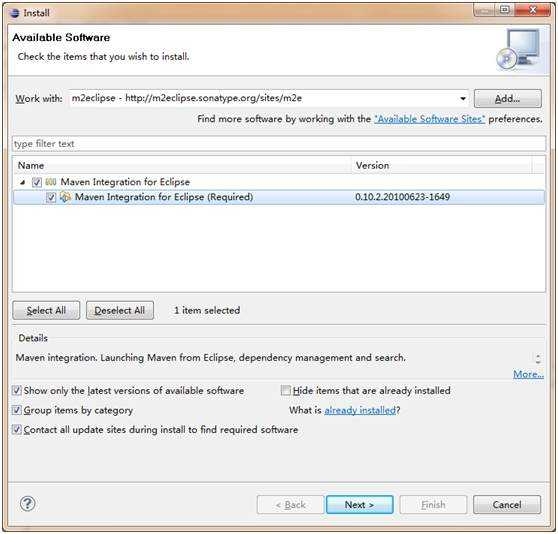 Install
Available Software
Check the items that you wish to install.
Work with: m2eclipse - http://m2eclipse.sonatype.org/sites/m2e Add...
Find more software by working with the "Available Software Sites" preferences.
type filter text
Name Version
Maven Integration for Eclipse
Maven Integration for Eclipse (Required) 0.10.2.20100623-1649
Select All Deselect All 1 item selected
Details
Maven integration. Launching Maven from Eclipse, dependency management and search.
More...
Show only the latest versions of available software Hide items that are already installed
Group items by category What is already installed?
Contact all update sites during install to find required software
? < Back Next > Finish Cancel